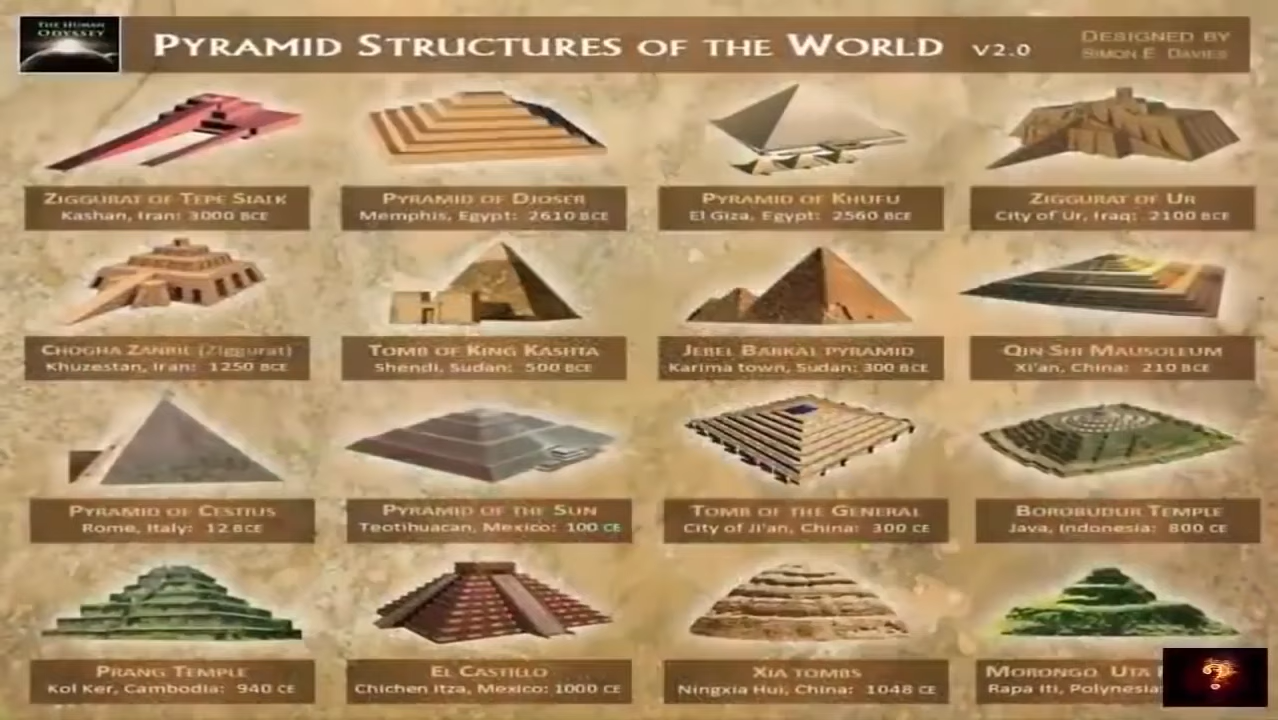 THE HUMAN
ODYSSEY
PYRAMID STRUCTURES OF THE WORLD V2.0
DESIGNED BY
SIMON E DAVIES
ZIGGURAT OF TEPE SIALK
Kashan, Iran: 3000 BCE
PYRAMID OF DJOSER
Memphis, Egypt: 2610 BCE
PYRAMID OF KHUFU
El Giza, Egypt: 2560 BCE
ZIGGURAT OF UR
City of Ur, Iraq: 2100 BCE
CHOGHA ZANBIL (Ziggurat)
Khuzestan, Iran: 1250 BCE
TOMB OF KING KASHTA
Shendi, Sudan: 500 BCE
JEBEL BARKAL PYRAMID
Karima town, Sudan: 300 BCE
QIN SHI MAUSOLEUM
Xi'an, China: 210 BCE
PYRAMID OF CESTIUS
Rome, Italy: 12 BCE
PYRAMID OF THE SUN
Teotihuacan, Mexico: 100 CE
TOMB OF THE GENERAL
City of Ji'an, China: 300 CE
BOROBUDUR TEMPLE
Java, Indonesia: 800 CE
PRANG TEMPLE
Kol Ker, Cambodia: 940 CE
EL CASTILLO
Chichen Itza, Mexico: 1000 CE
XIA TOMBS
Ningxia Hui, China: 1048 CE
MORONGO UTA
Rapa Iti, Polynesia: